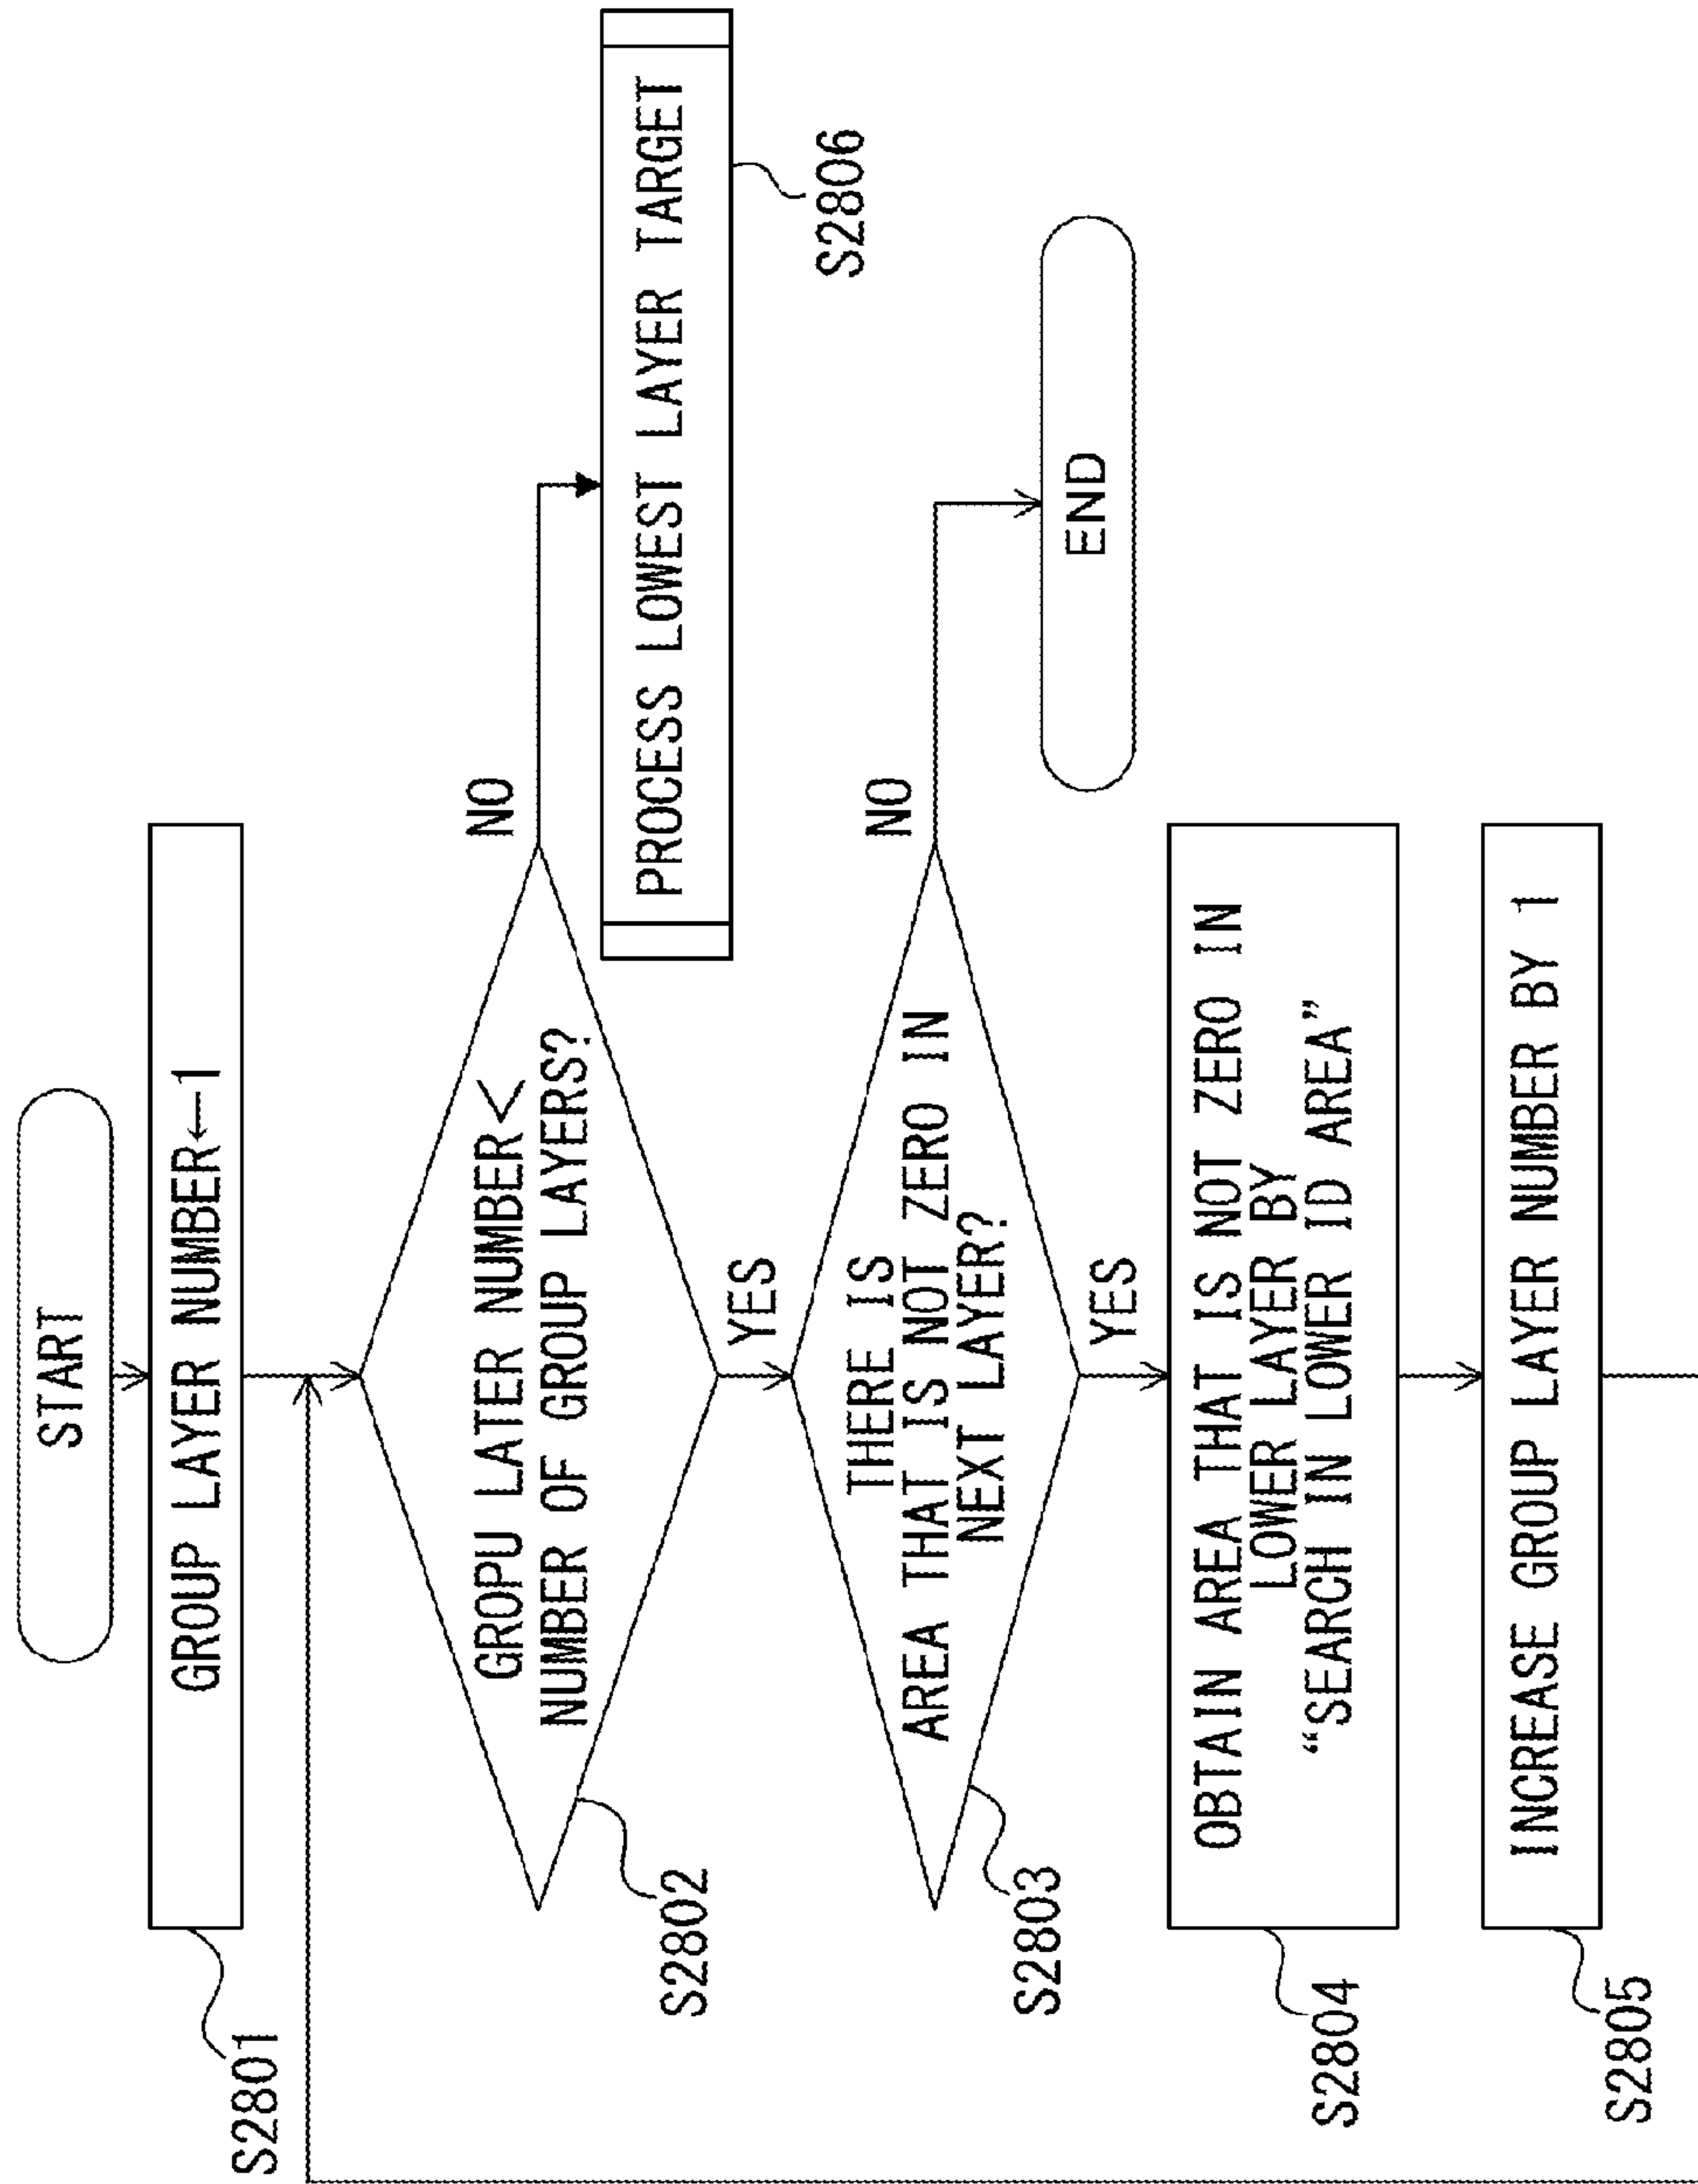 START
GROUP LAYER NUMBER←1
S2801
GROPU LATER NUMBER<
NUMBER OF GROUP LAYERS?
S2802
NO
PROCESS LOWEST LAYER TARGET
S2806
YES
THERE IS
AREA THAT IS NOT ZERO IN
NEXT LAYER?
S2803
NO
END
YES
OBTAIN AREA THAT IS NOT ZERO IN
LOWER LAYER BY
“SEARCH IN LOWER ID AREA”
S2804
INCREASE GROUP LAYER NUMBER BY 1
S2805